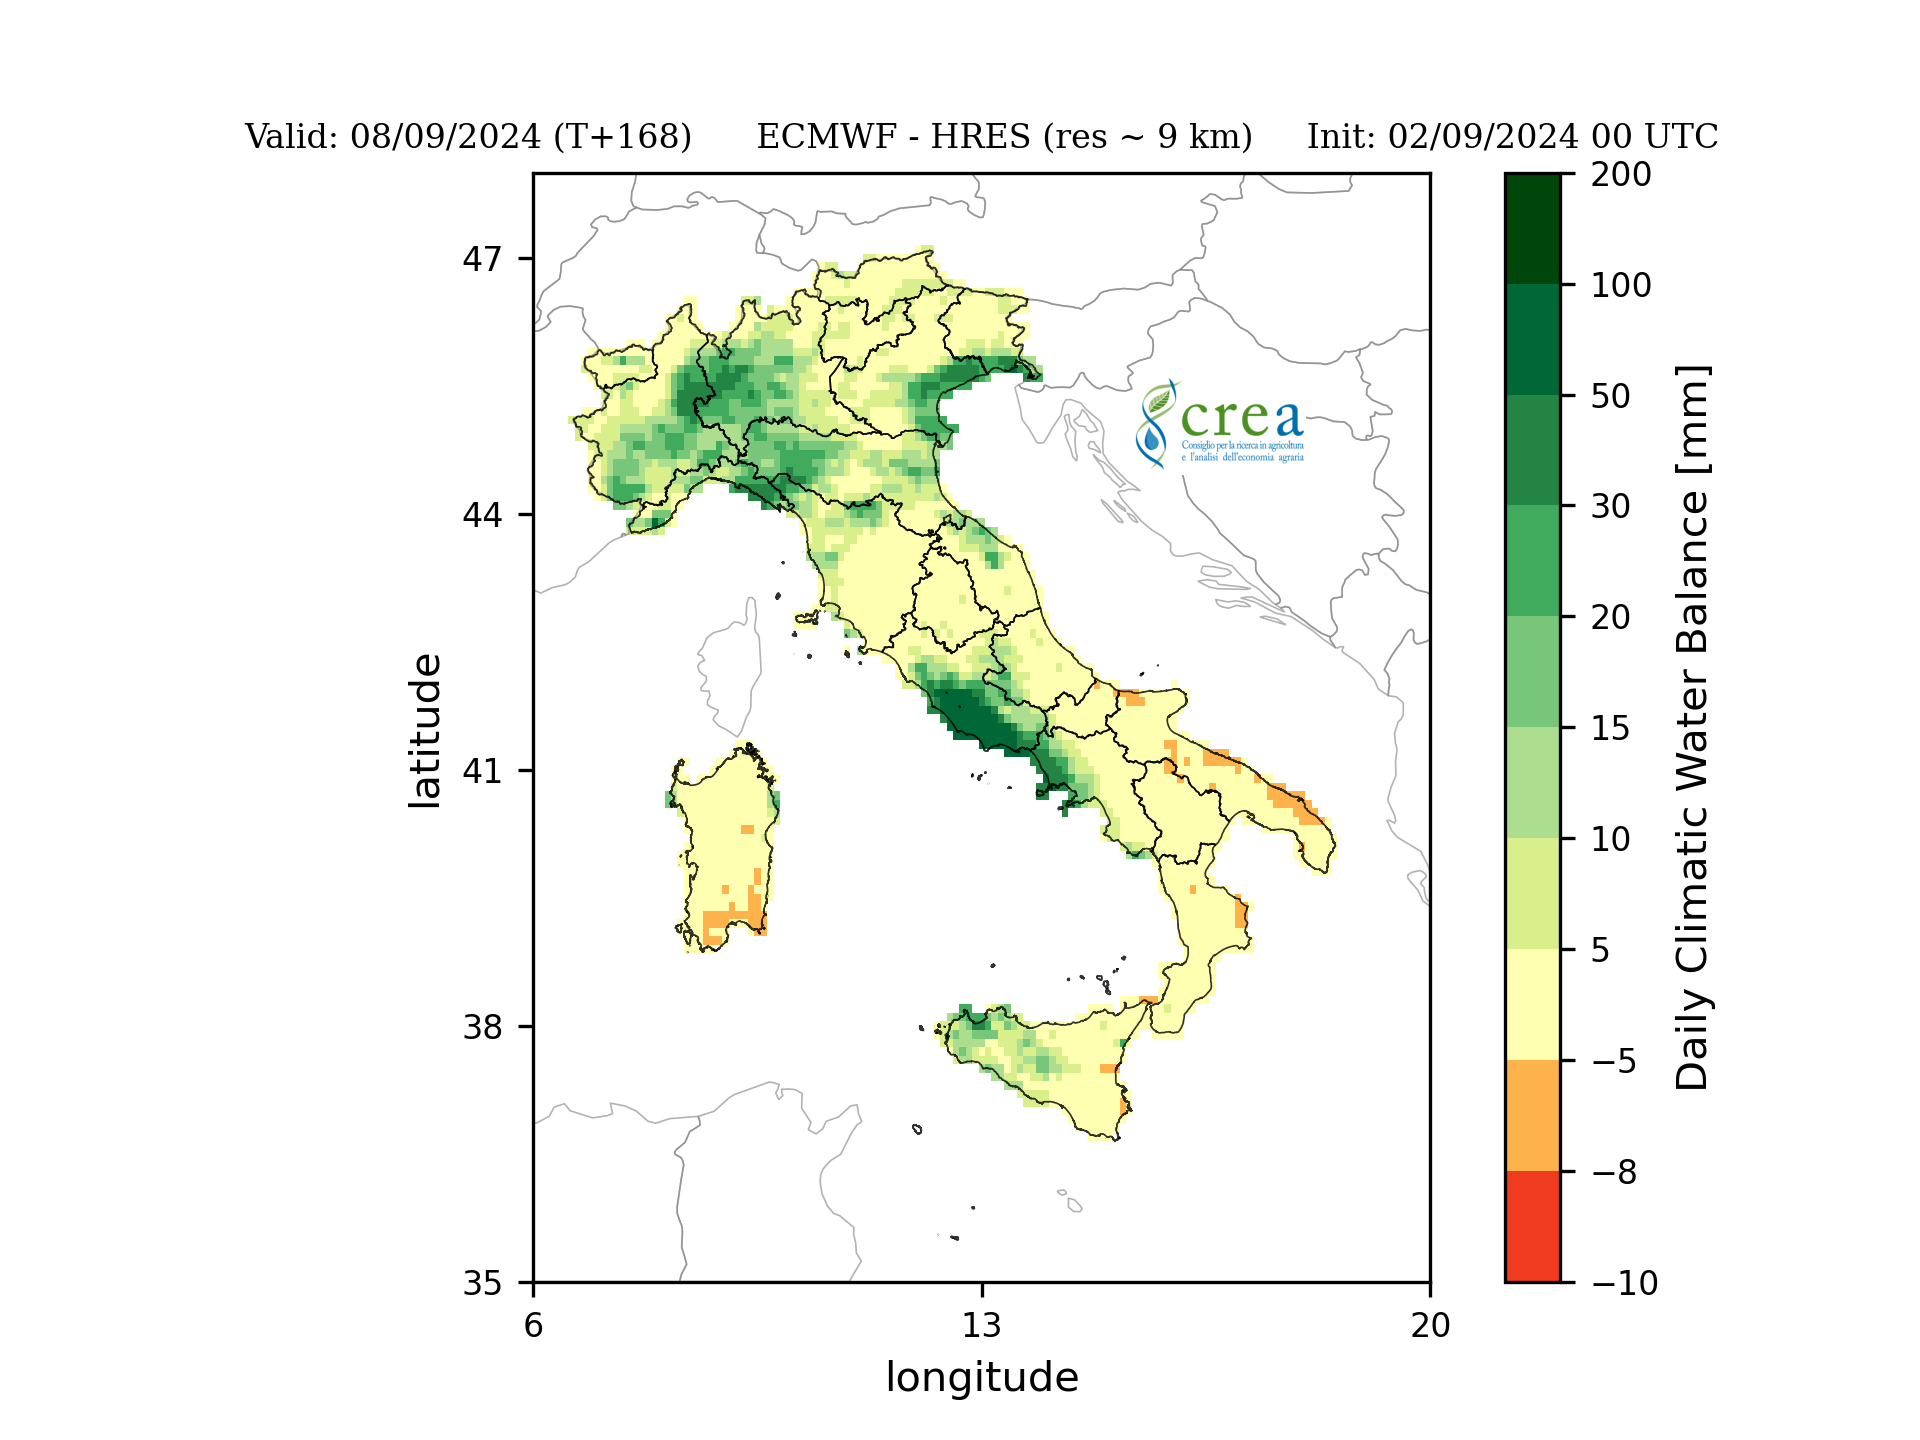 Valid: 08/09/2024 (T+168) ECMWF - HRES (res ~ 9 km) Init: 02/09/2024 00 UTC
47
44
41
38
35
latitude
6
13
20
longitude
crea
Consiglio per la ricerca in agricoltura
e l'analisi dell'economia agraria
200
100
50
30
20
15
10
5
−5
−8
−10
Daily Climatic Water Balance [mm]